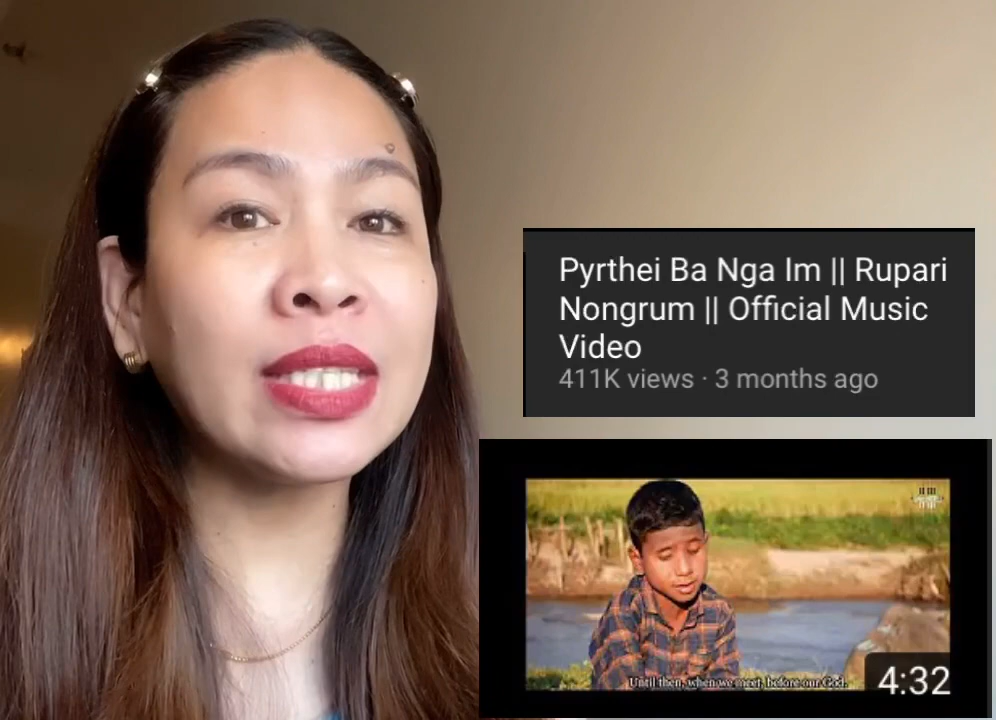 Pyrthei Ba Nga Im || Rupari
Nongrum || Official Music
Video
411K views · 3 months ago
Until then, when we meet, before our God.
4:32